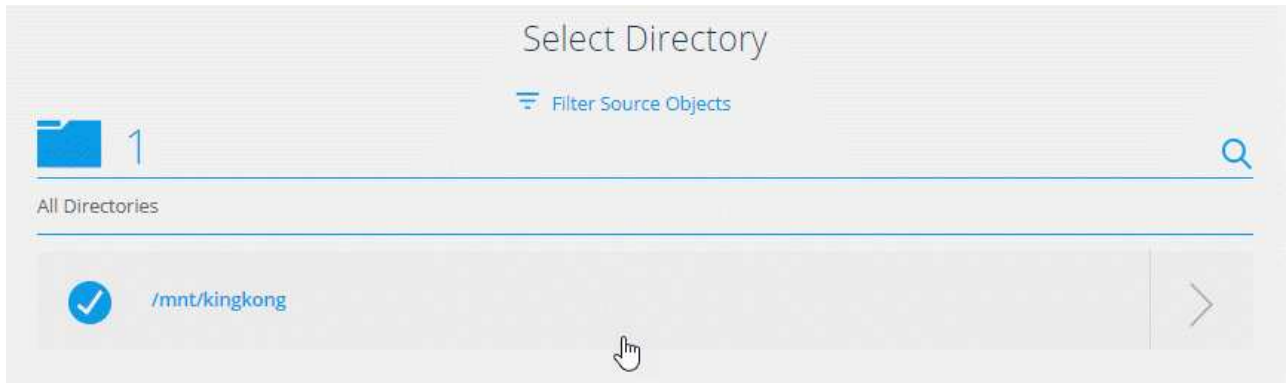 Select Directory
Filter Source Objects
1
All Directories
/mnt/kingkong